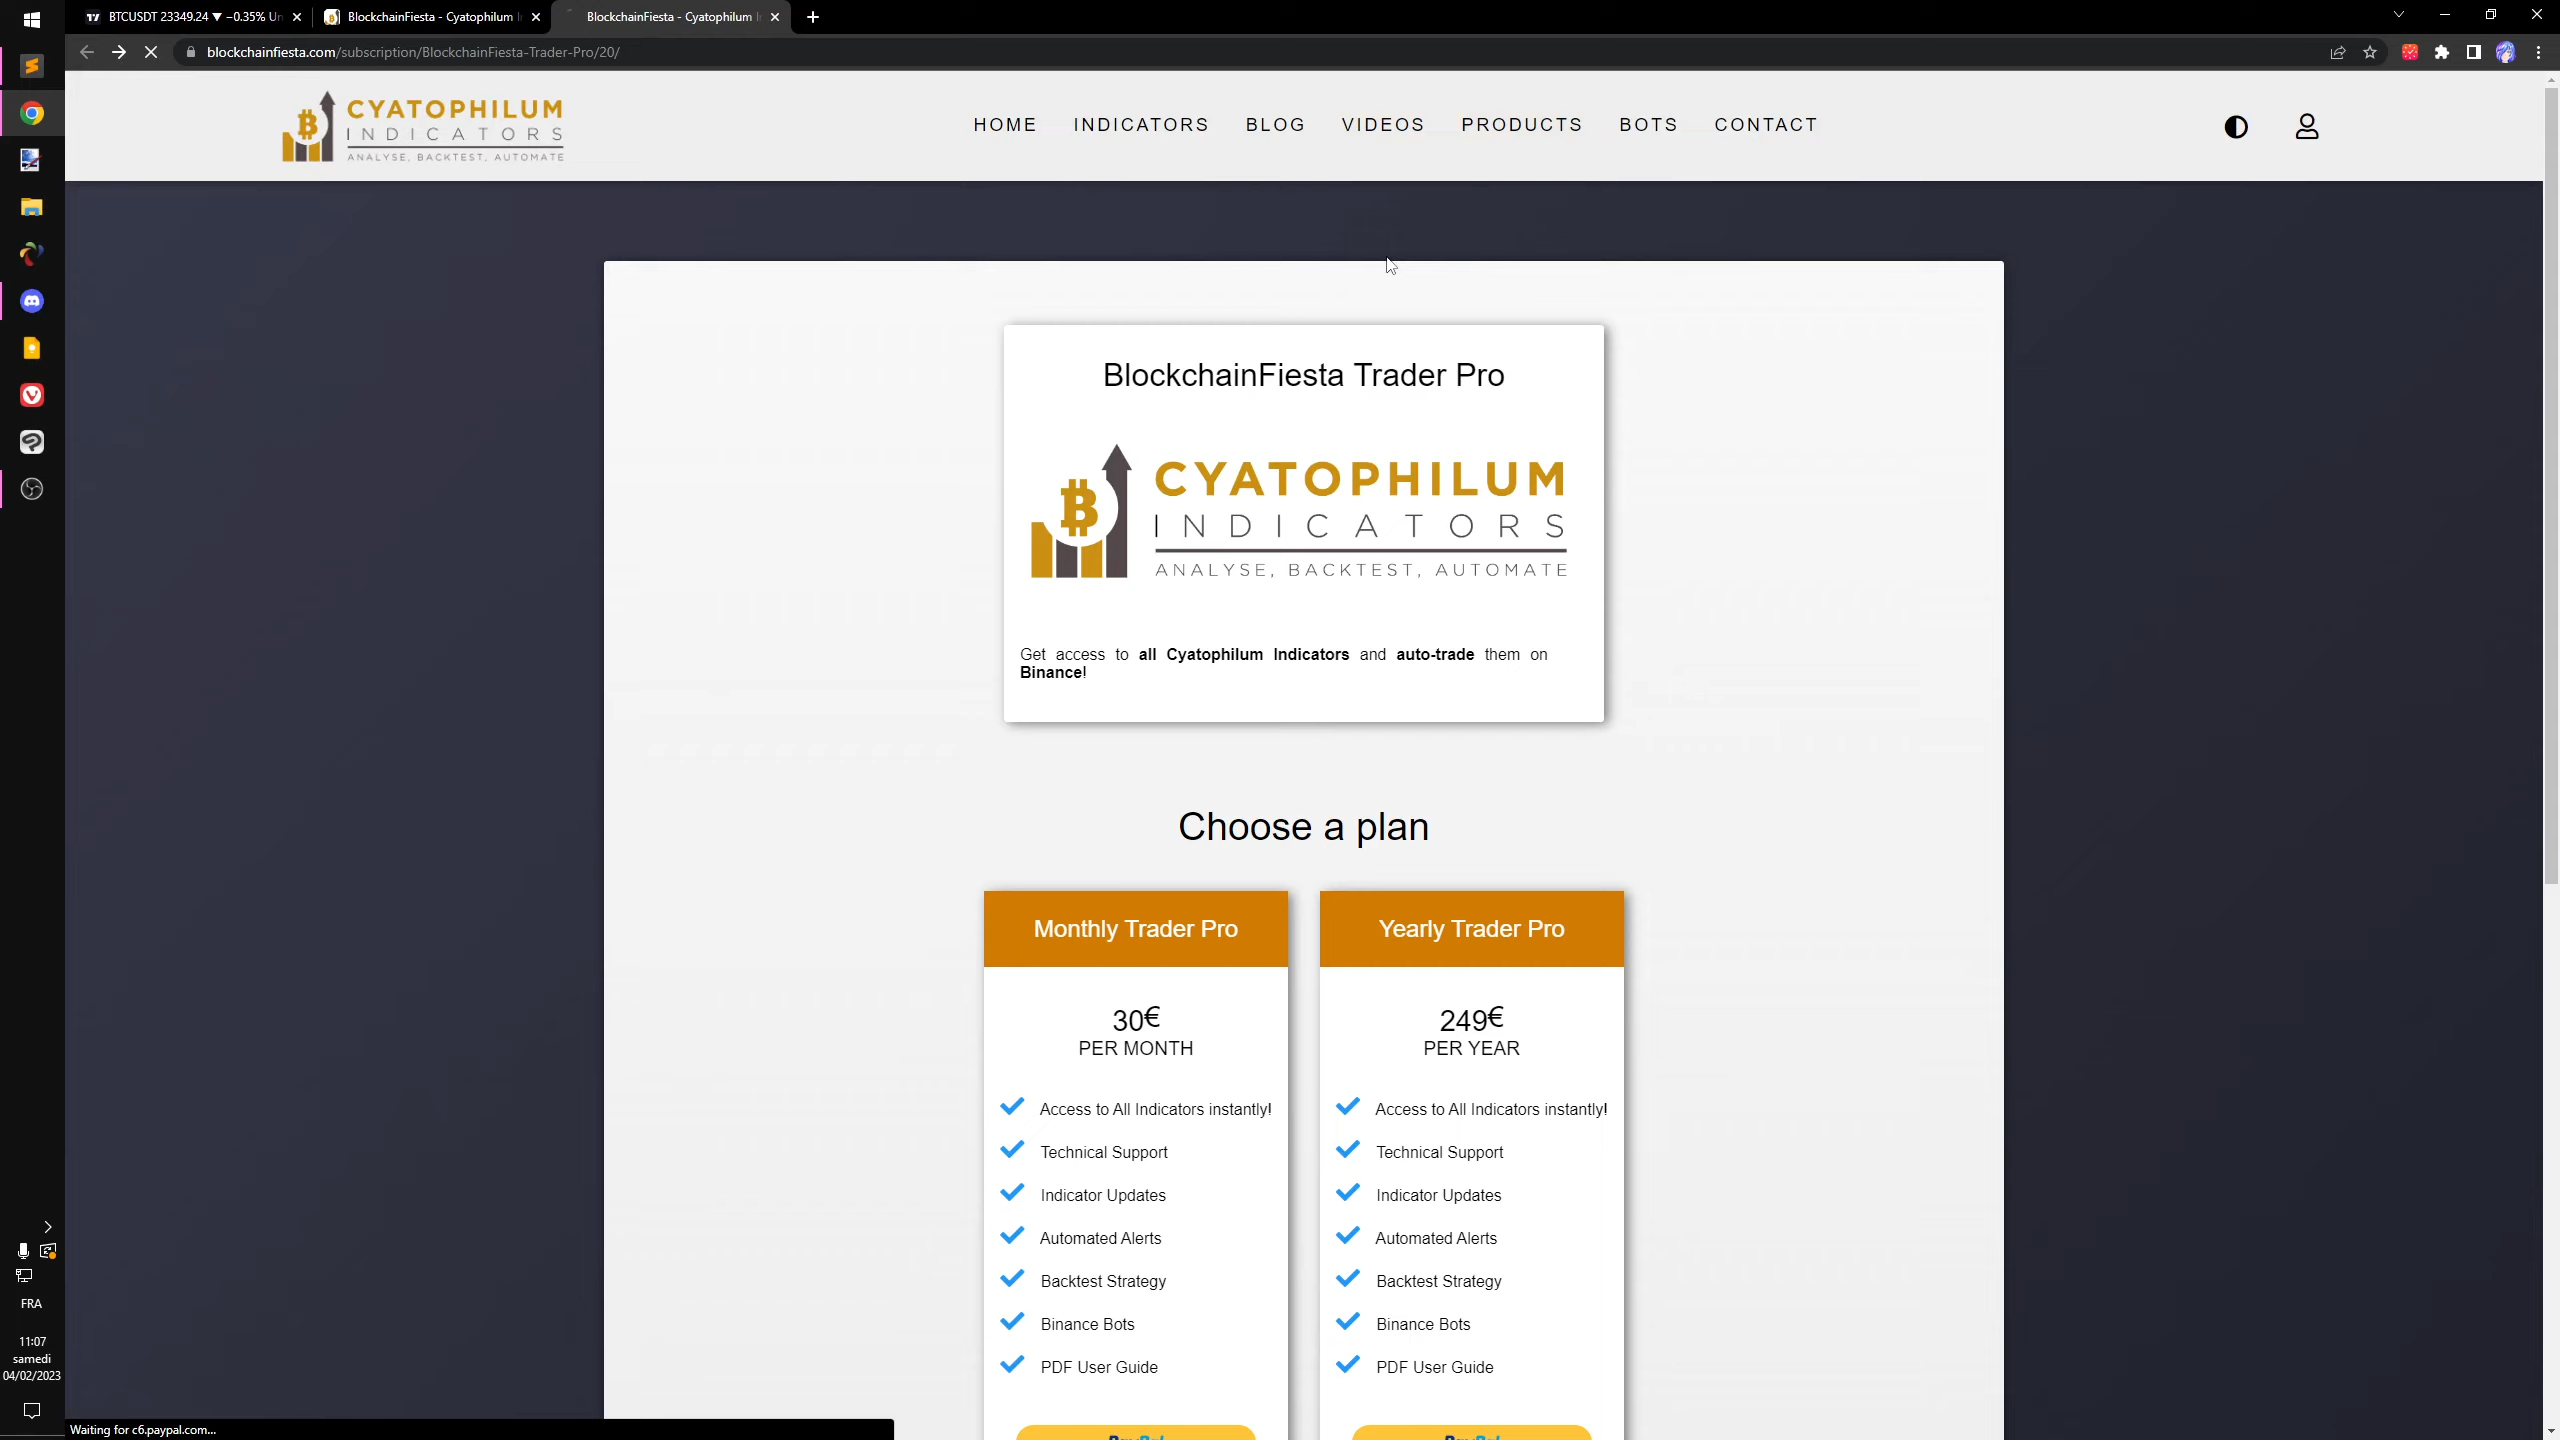 BTCUSDT 23349.24 ▼ −0.35% Un
BlockchainFiesta - Cyatophilum I
BlockchainFiesta - Cyatophilum I
blockchainfiesta.com/subscription/BlockchainFiesta-Trader-Pro/20/
CYATOPHILUM
INDICATORS
ANALYSE, BACKTEST, AUTOMATE
HOME INDICATORS BLOG VIDEOS PRODUCTS BOTS CONTACT
BlockchainFiesta Trader Pro
CYATOPHILUM
INDICATORS
ANALYSE, BACKTEST, AUTOMATE
Get access to all Cyatophilum Indicators and auto-trade them on
Binance!
Choose a plan
Monthly Trader Pro
30€
PER MONTH
Access to All Indicators instantly!
Technical Support
Indicator Updates
Automated Alerts
Backtest Strategy
Binance Bots
PDF User Guide
Yearly Trader Pro
249€
PER YEAR
Access to All Indicators instantly!
Technical Support
Indicator Updates
Automated Alerts
Backtest Strategy
Binance Bots
PDF User Guide
FRA
11:07
samedi
04/02/2023
Waiting for c6.paypal.com...